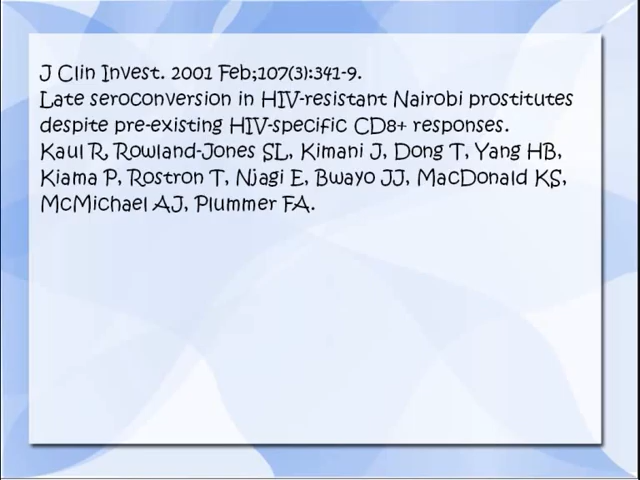 J Clin Invest. 2001 Feb;107(3):341-9.
Late seroconversion in HIV-resistant Nairobi prostitutes
despite pre-existing HIV-specific CD8+ responses.
Kaul R, Rowland-Jones SL, Kimani J, Dong T, Yang HB,
Kiama P, Rostron T, Njagi E, Bwayo JJ, MacDonald KS,
McMichael AJ, Plummer FA.